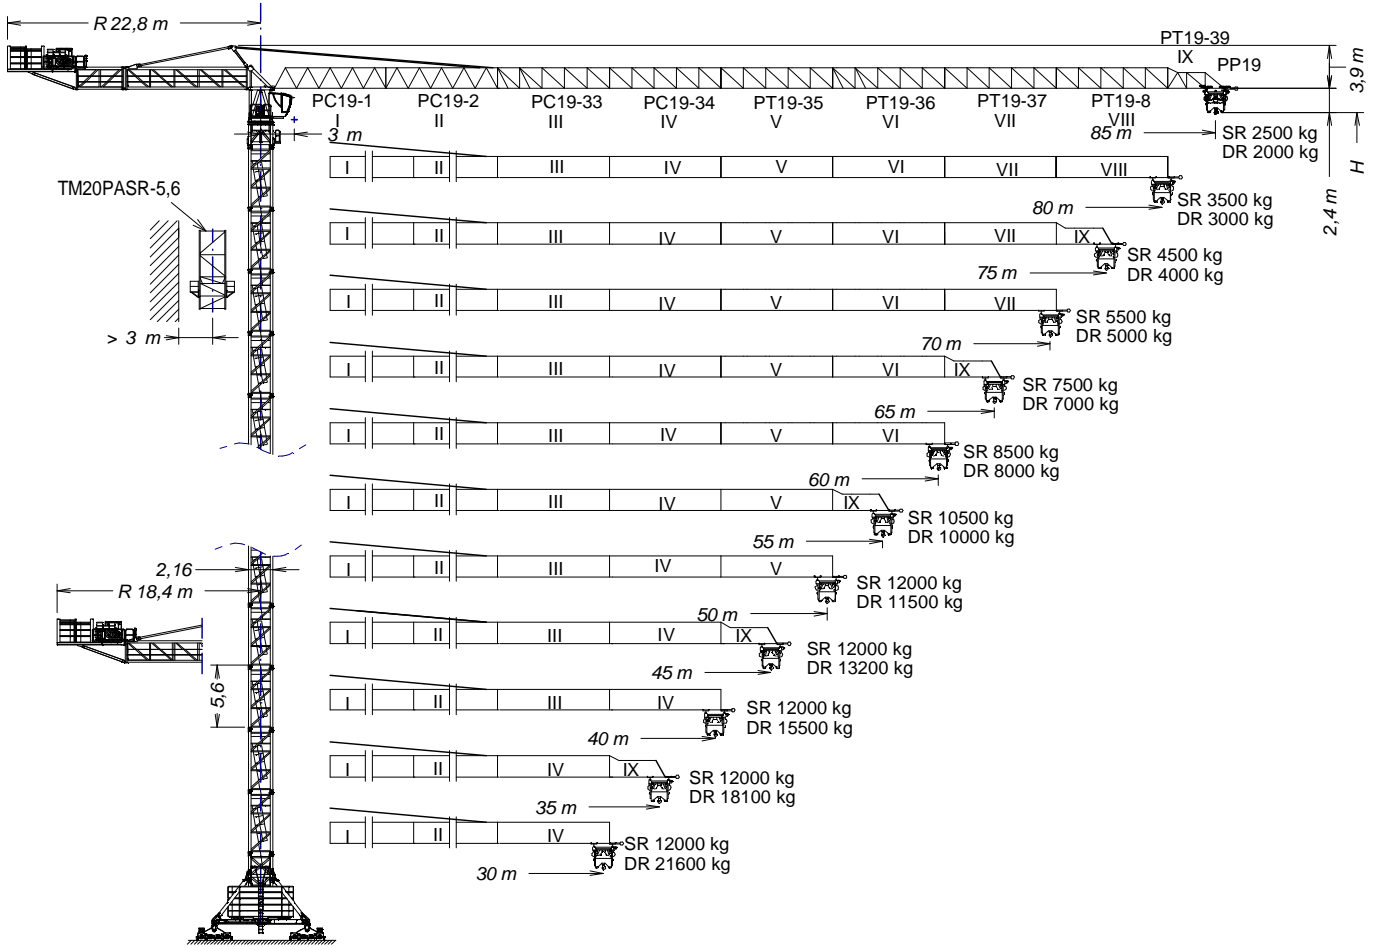 R 22,8 m
PT19-39
IX
PP19
3,9 m
PC19-1
PC19-2
PC19-33
PC19-34
PT19-35
PT19-36
PT19-37
PT19-8
I
II
III
IV
V
VI
VII
VIII
3 m
85 m
SR 2500 kg
DR 2000 kg
H
2,4 m
I
II
III
IV
V
VI
VII
VIII
80 m
SR 3500 kg
DR 3000 kg
TM20PASR-5,6
I
II
III
IV
V
VI
VII
IX
75 m
SR 4500 kg
DR 4000 kg
> 3 m
I
II
III
IV
V
VI
VII
70 m
SR 5500 kg
DR 5000 kg
I
II
III
IV
V
VI
IX
65 m
SR 7500 kg
DR 7000 kg
I
II
III
IV
V
VI
60 m
SR 8500 kg
DR 8000 kg
I
II
III
IV
V
IX
55 m
SR 10500 kg
DR 10000 kg
2,16
R 18,4 m
I
II
III
IV
V
50 m
SR 12000 kg
DR 11500 kg
I
II
III
IV
IX
45 m
SR 12000 kg
DR 13200 kg
5,6
I
II
III
IV
40 m
SR 12000 kg
DR 15500 kg
I
II
IV
IX
35 m
SR 12000 kg
DR 18100 kg
I
II
IV
30 m
SR 12000 kg
DR 21600 kg